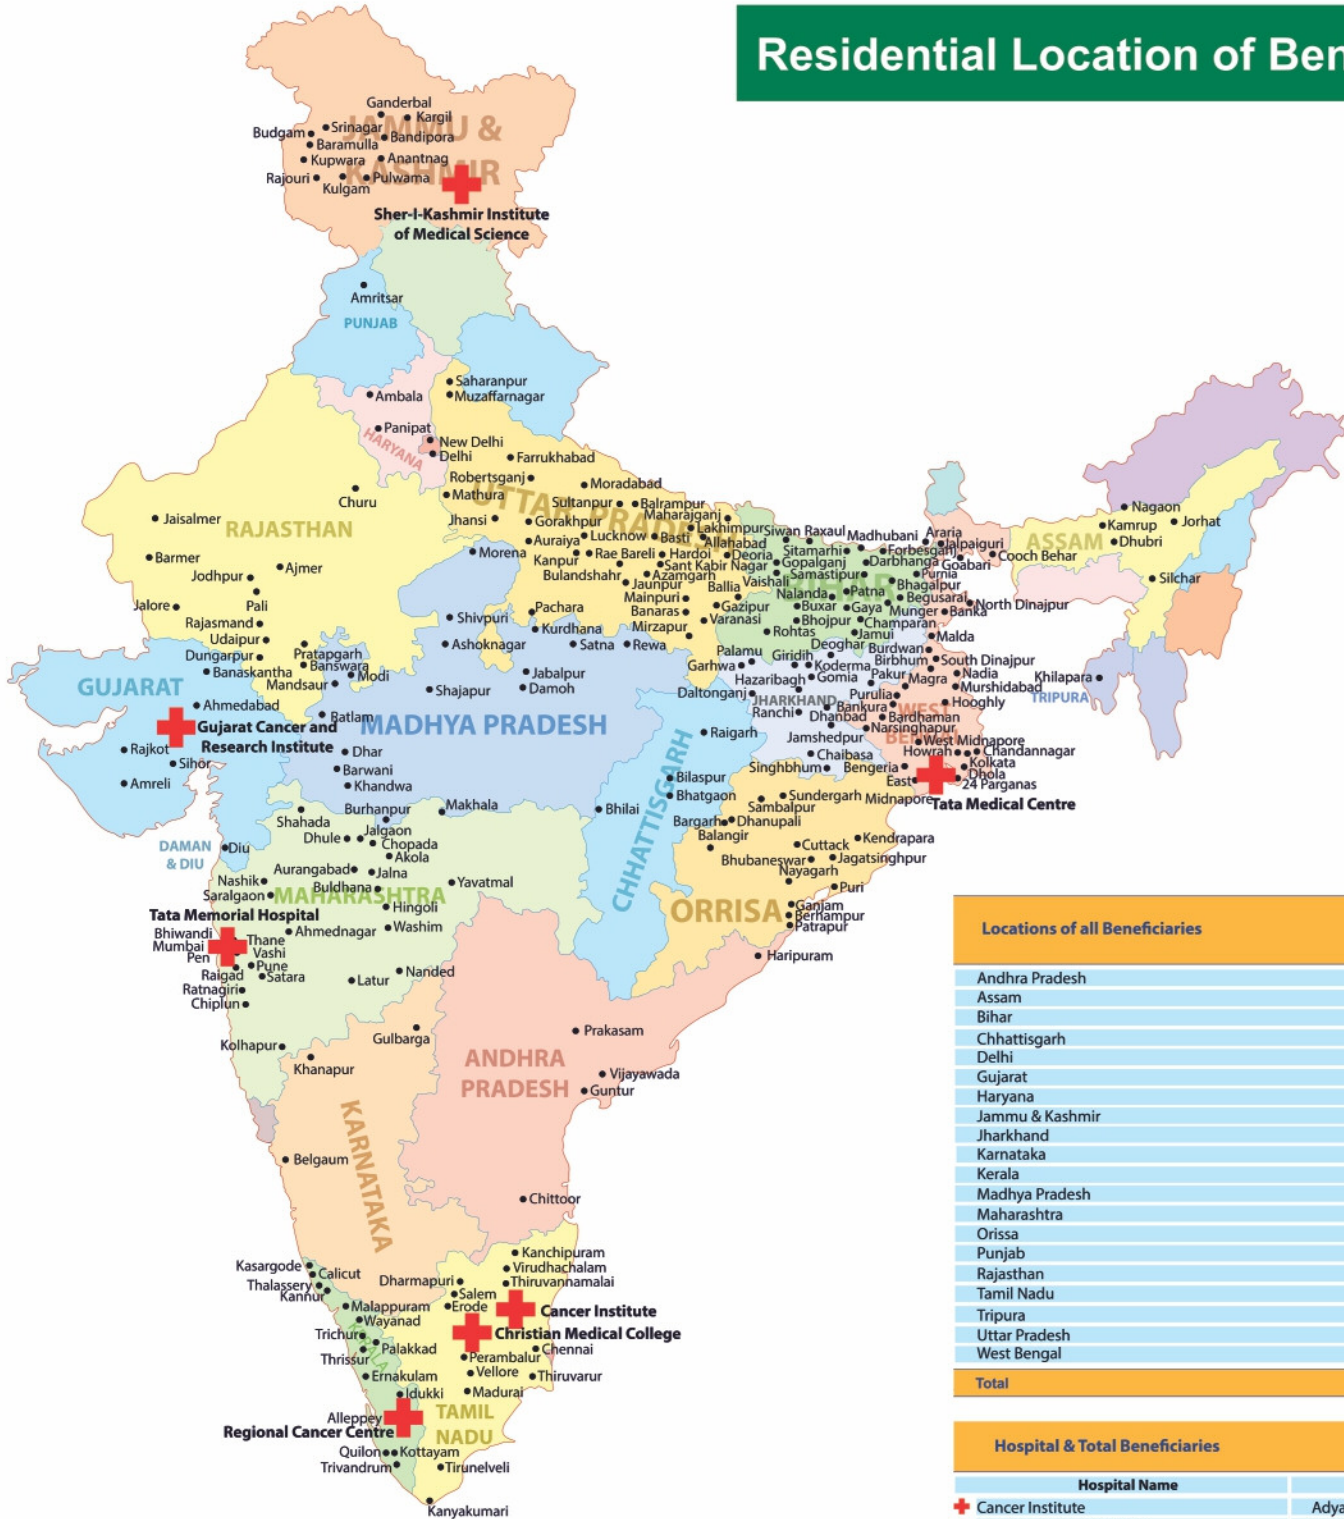 Residential Location of Ben
Ganderbal
Kargil
Srinagar
Budgam
Bandipora
JAMMU &
KASHMIR
Baramulla
Kupwara
Anantnag
Rajouri
Pulwama
Kulgam
Sher-I-Kashmir Institute
of Medical Science
Amritsar
PUNJAB
Saharanpur
Ambala
Muzaffarnagar
Panipat
HARYANA
New Delhi
Delhi
Farrukhabad
Robertsganj
Moradabad
UTTAR PRADESH
Churu
Mathura
Sultanpur
Balrampur
Maharajganj
Jaisalmer
RAJASTHAN
Jhansi
Gorakhpur
Lakhimpur
Siwan
Raxaul
Madhubani
Araria
Nagaon
Kamrup
Jorhat
Auraiya
Lucknow
Basti
Allahabad
Sitamarhi
Forbesganj
Jalpaiguri
ASSAM
Dhubri
Barmer
Morena
Kanpur
Rae Bareli
Hardoi
Deoria
Gopalganj
Darbhanga
Goabari
Cooch Behar
Ajmer
Sant Kabir Nagar
Bulandshahr
Azamgarh
Vaishali
Samastipur
Purnia
Silchar
Jodhpur
Jaunpur
Ballia
BIHAR
Bhagalpur
Pali
Mainpuri
Nalanda
Patna
Begusarai
North Dinajpur
Jalore
Pachara
Banaras
Gazipur
Buxar
Gaya
Munger
Banka
Rajasmand
Shivpuri
Kurdhana
Mirzapur
Varanasi
Bhojpur
Champaran
Udaipur
Rohtas
Jamui
Malda
Pratapgarh
Ashoknagar
Satna
Rewa
Deoghar
Burdwan
Dungarpur
Banswara
Palamu
Giridih
Birbhum
South Dinajpur
Banaskantha
Modi
Jabalpur
Garhwa
Koderma
Nadia
Khilapara
GUJARAT
Mandsaur
Shajapur
Damoh
Hazaribagh
Gomia
Pakur
Magra
Murshidabad
TRIPURA
Daltonganj
JHARKHAND
Purulia
Hooghly
Ahmedabad
Ranchi
Bankura
WEST
BENGAL
Ratlam
MADHYA PRADESH
Dhanbad
Bardhaman
Gujarat Cancer and
Research Institute
Raigarh
Jamshedpur
Narsinghapur
West Midnapore
Rajkot
Dhar
Chaibasa
Howrah
Chandannagar
Sihor
Barwani
Singhbhum
Bengeria
Kolkata
Amreli
Khandwa
Bilaspur
East
Midnapore
Dhola
24 Parganas
Bhatgaon
Sundergarh
Tata Medical Centre
Burhanpur
Makhala
Bhilai
Sambalpur
Shahada
Jalgaon
Bargarh
Dhanupali
Dhule
Chopada
CHHATTISGARH
Balangir
Kendrapara
DAMAN
& DIU
Diu
Akola
Cuttack
Bhubaneswar
Jagatsinghpur
Aurangabad
Jalna
Nayagarh
Nashik
Buldhana
Yavatmal
Puri
Saralgaon
MAHARASHTRA
Hingoli
ORRISA
Ganjam
Tata Memorial Hospital
Berhampur
Bhiwandi
Ahmednagar
Washim
Patrapur
Mumbai
Thane
Pen
Vashi
Haripuram
Raigad
Pune
Satara
Latur
Nanded
Ratnagiri
Chiplun
Gulbarga
Prakasam
Kolhapur
Khanapur
ANDHRA
PRADESH
Vijayawada
Guntur
KARNATAKA
Belgaum
Chittoor
Kanchipuram
Kasargode
Calicut
Virudhachalam
Thalassery
Dharmapuri
Thiruvannamalai
Kannur
Salem
Malappuram
Erode
Cancer Institute
Wayanad
Christian Medical College
Trichur
KERALA
Palakkad
Chennai
Thrissur
Perambalur
Ernakulam
Vellore
Thiruvarur
Idukki
Madurai
Alleppey
TAMIL
NADU
Regional Cancer Centre
Quilon
Kottayam
Trivandrum
Tirunelveli
Kanyakumari
Locations of all Beneficiaries
Andhra Pradesh
Assam
Bihar
Chhattisgarh
Delhi
Gujarat
Haryana
Jammu & Kashmir
Jharkhand
Karnataka
Kerala
Madhya Pradesh
Maharashtra
Orissa
Punjab
Rajasthan
Tamil Nadu
Tripura
Uttar Pradesh
West Bengal
Total
Hospital & Total Beneficiaries
Hospital Name
Cancer Institute
Adya